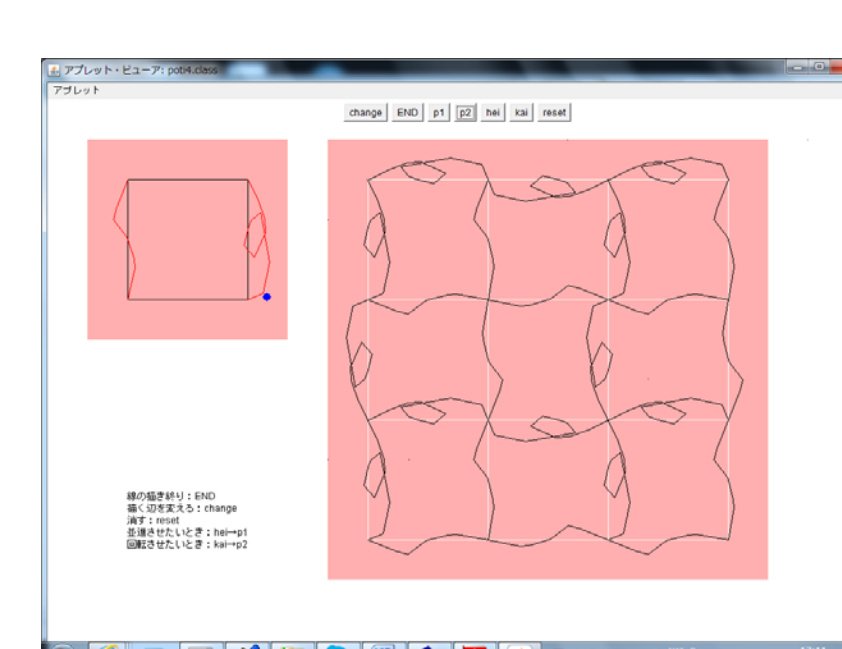 アプレット・ビューア: poti4.class
アプレット
change END p1 p2 hei kai reset
線の描き終り：END
描く辺を変える：change
消す：reset
並進させたいとき：hei→p1
回転させたいとき：kai→p2